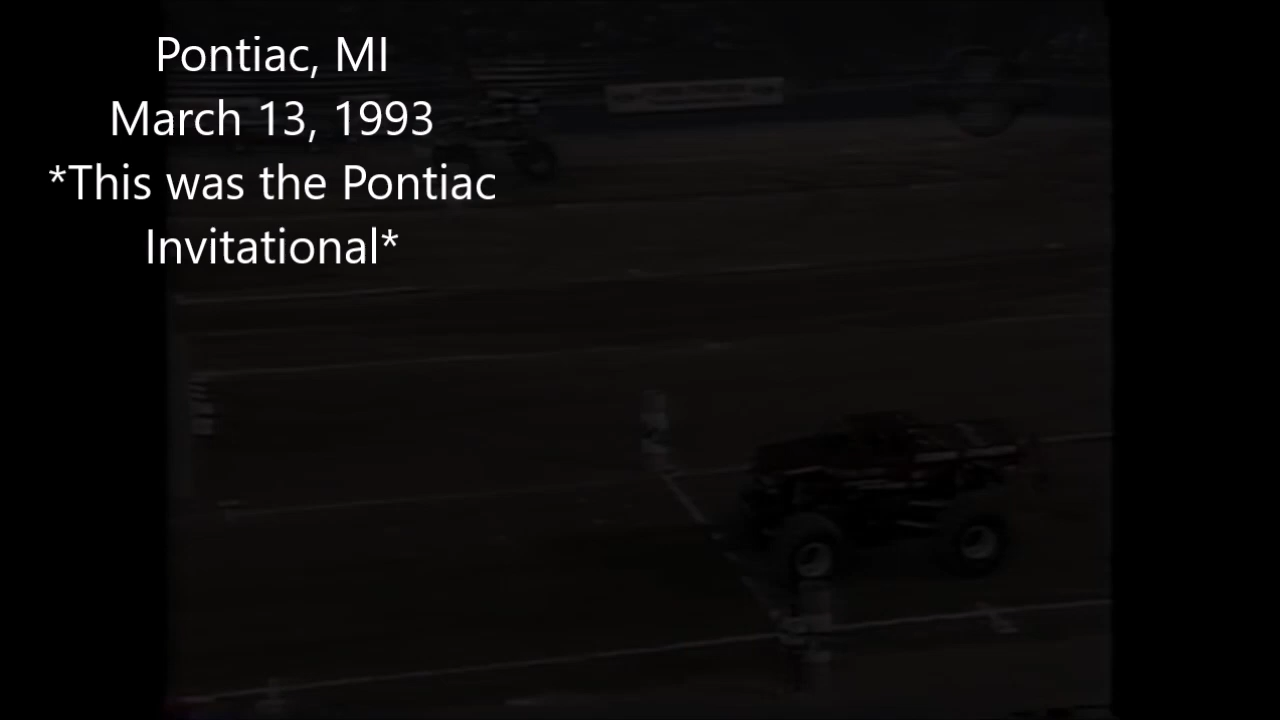 Pontiac, MI
March 13, 1993
*This was the Pontiac
Invitational*